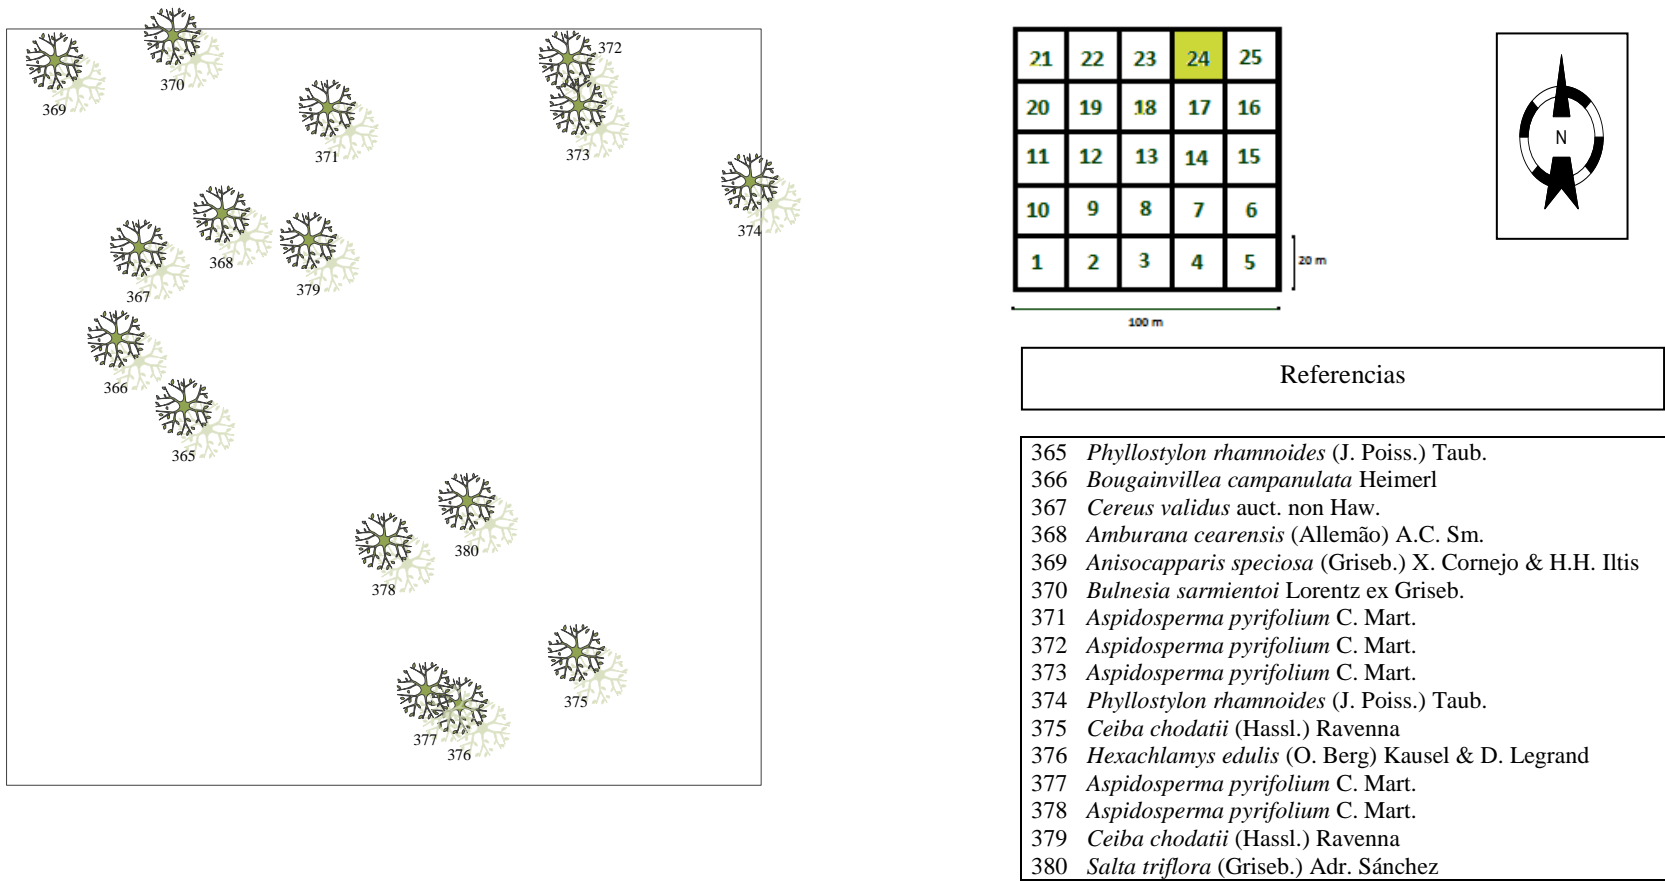 372
370
369
371
373
374
368
367
379
366
365
380
378
375
377
376
21 22 23 24 25
20 19 18 17 16
11 12 13 14 15
10 9 8 7 6
1 2 3 4 5
20 m
100 m
N
Referencias
365 Phyllostylon rhamnoides (J. Poiss.) Taub.
366 Bougainvillea campanulata Heimerl
367 Cereus validus auct. non Haw.
368 Amburana cearensis (Allemão) A.C. Sm.
369 Anisocapparis speciosa (Griseb.) X. Cornejo & H.H. Iltis
370 Bulnesia sarmientoi Lorentz ex Griseb.
371 Aspidosperma pyrifolium C. Mart.
372 Aspidosperma pyrifolium C. Mart.
373 Aspidosperma pyrifolium C. Mart.
374 Phyllostylon rhamnoides (J. Poiss.) Taub.
375 Ceiba chodatii (Hassl.) Ravenna
376 Hexachlamys edulis (O. Berg) Kausel & D. Legrand
377 Aspidosperma pyrifolium C. Mart.
378 Aspidosperma pyrifolium C. Mart.
379 Ceiba chodatii (Hassl.) Ravenna
380 Salta triflora (Griseb.) Adr. Sánchez